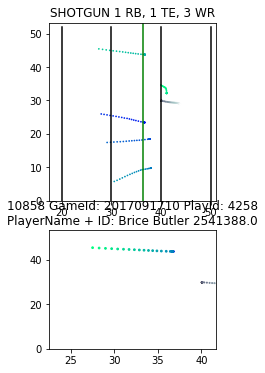 SHOTGUN 1 RB, 1 TE, 3 WR
50
40
30
20
10
0
20 30 40 50
10858 GameId: 2017091710 PlayId: 4258
PlayerName + ID: Brice Butler 2541388.0
40
20
0
25 30 35 40